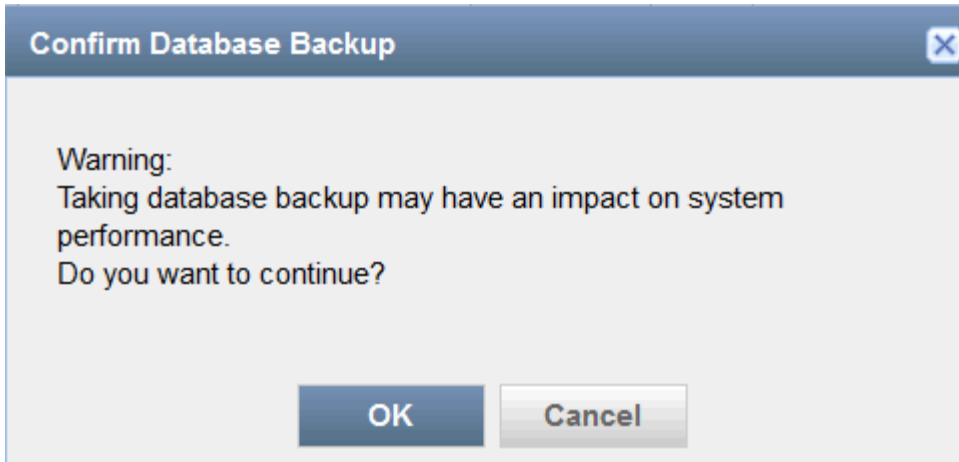 Confirm Database Backup
Warning:
Taking database backup may have an impact on system
performance.
Do you want to continue?
OK
Cancel